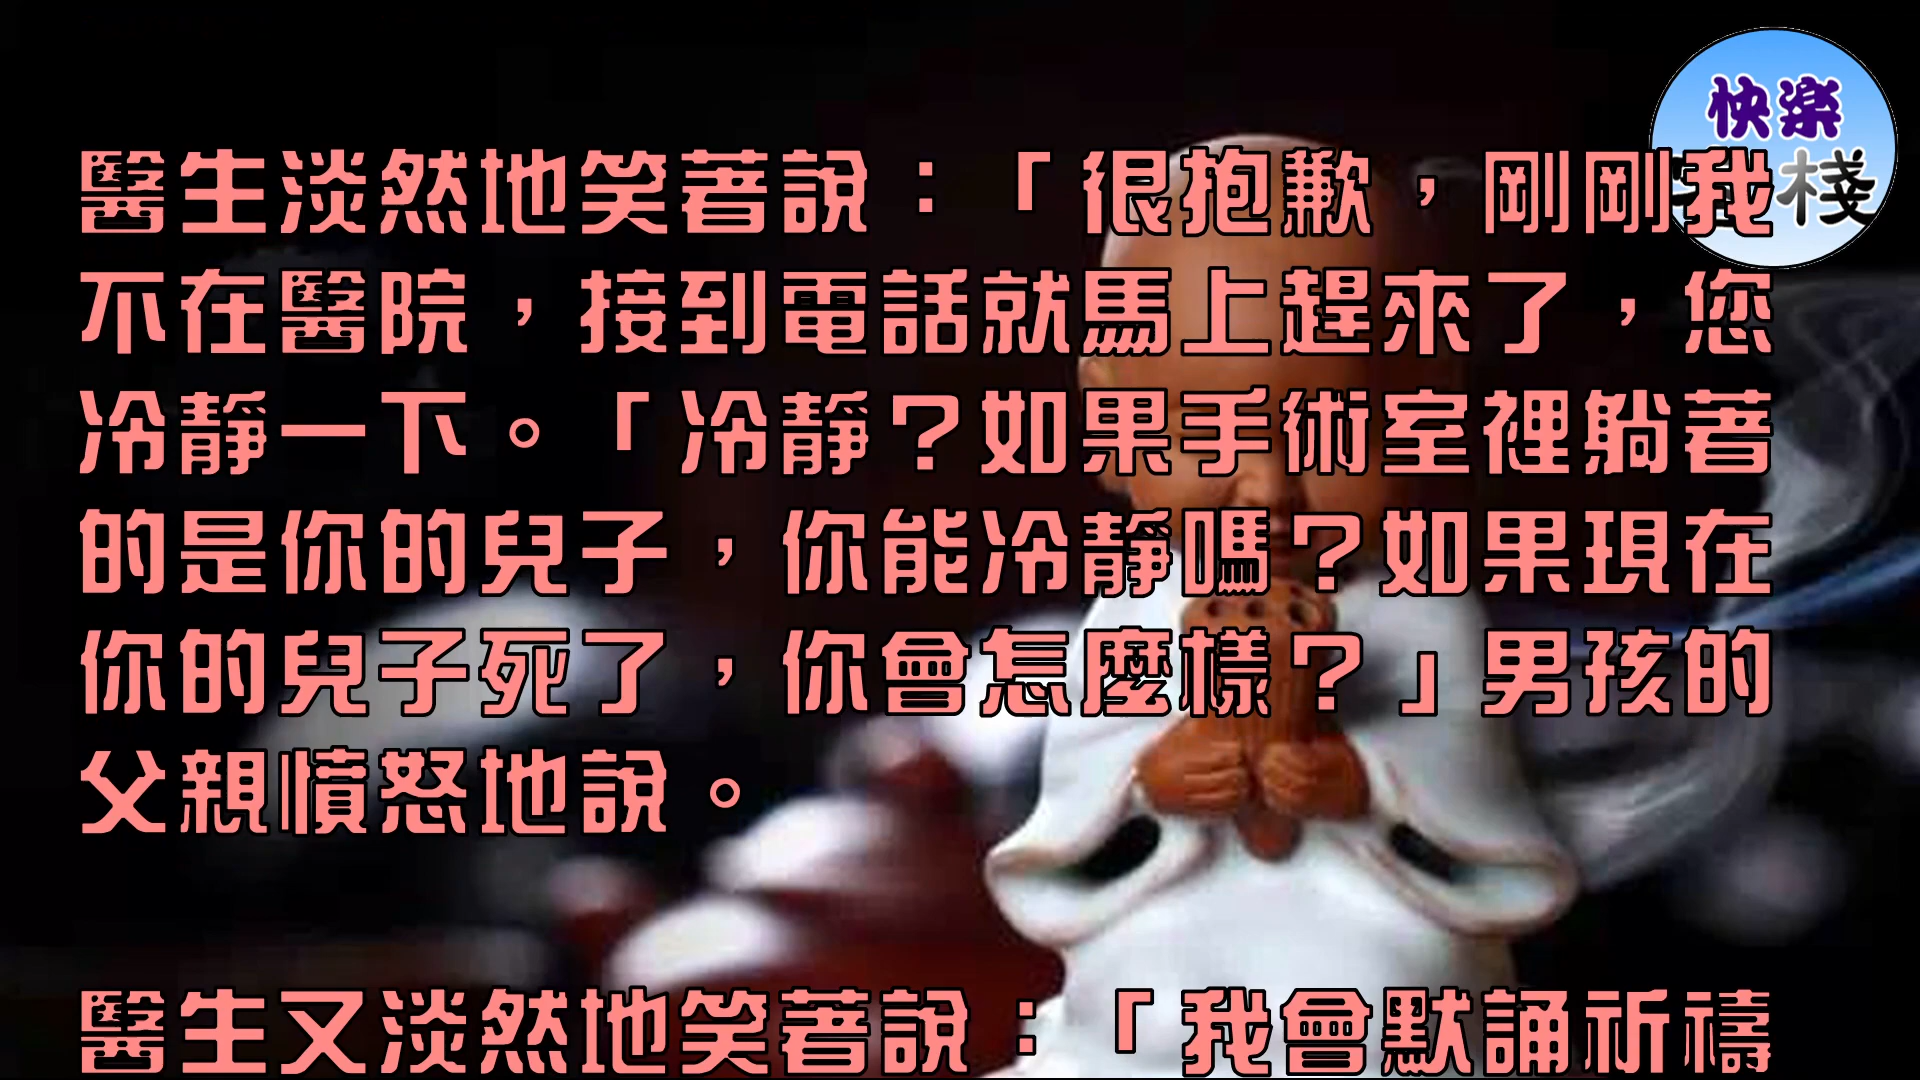 快楽
栈
醫生淡然地笑著說：「很抱歉，剛剛我
不在醫院，接到電話就馬上趕來了，您
冷靜一下。「冷靜？如果手術室裡躺著
的是你的兒子，你能冷靜嗎？如果現在
你的兒子死了，你會怎麼樣？」男孩的
父親憤怒地說。
醫生又淡然地笑著說：「我會默誦祈禱